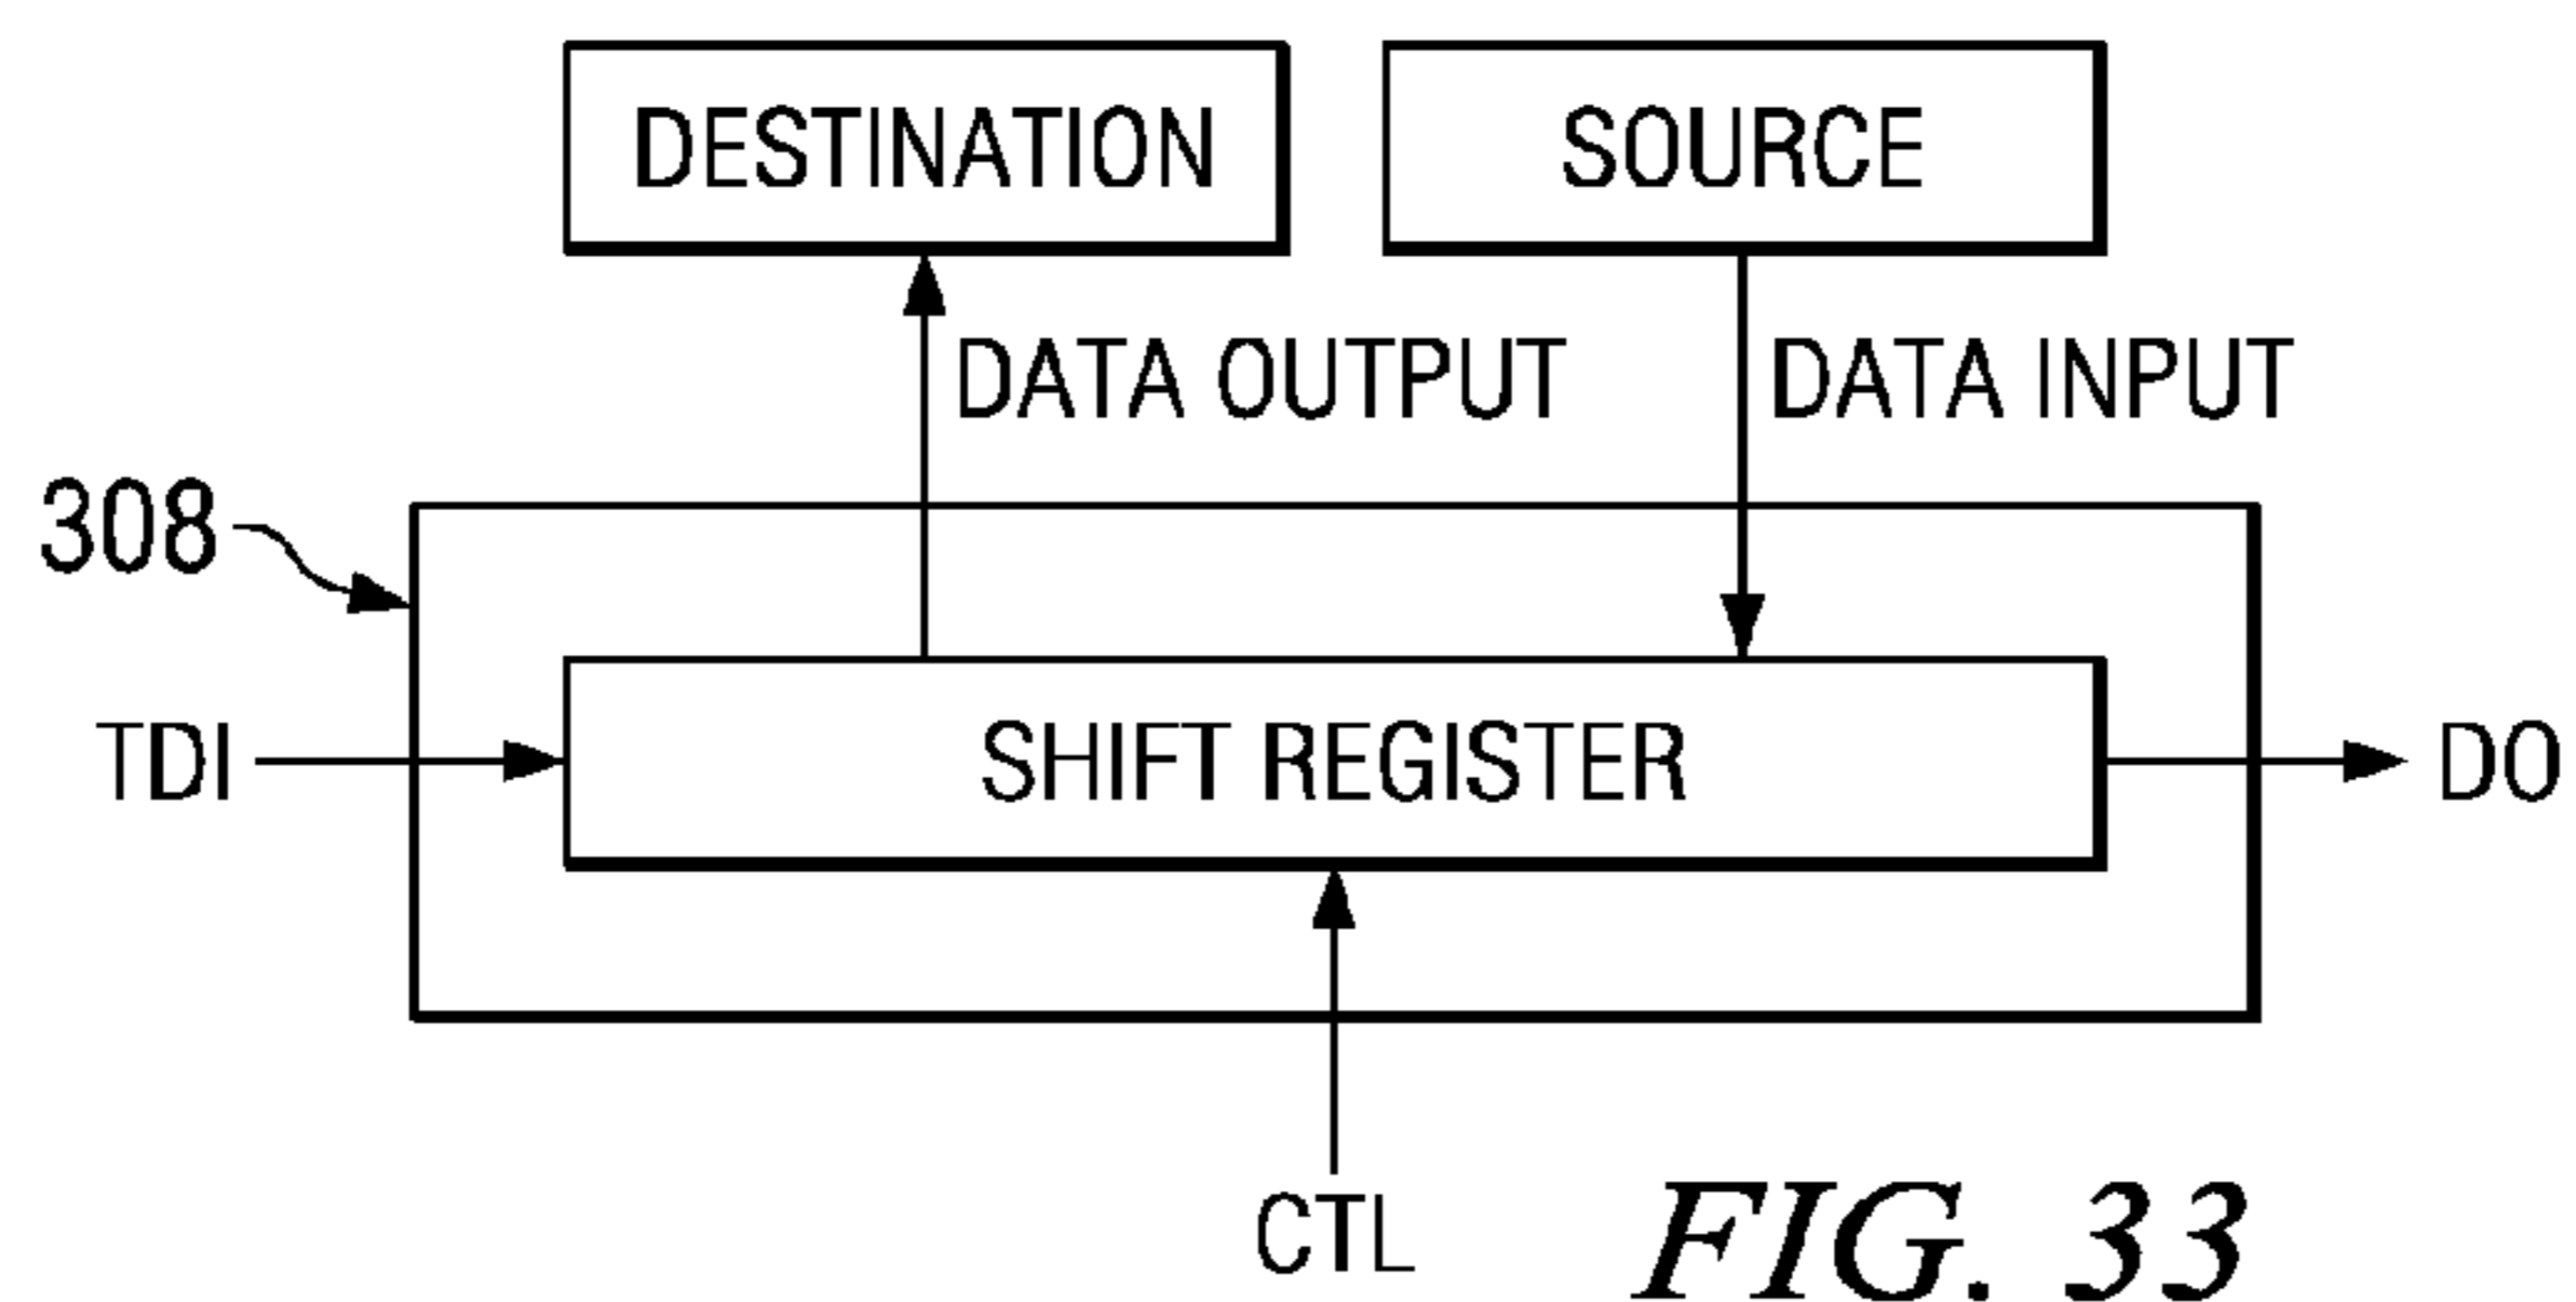 DESTINATION
SOURCE
DATA OUTPUT
DATA INPUT
308
TDI
SHIFT REGISTER
DO
CTL
FIG. 33